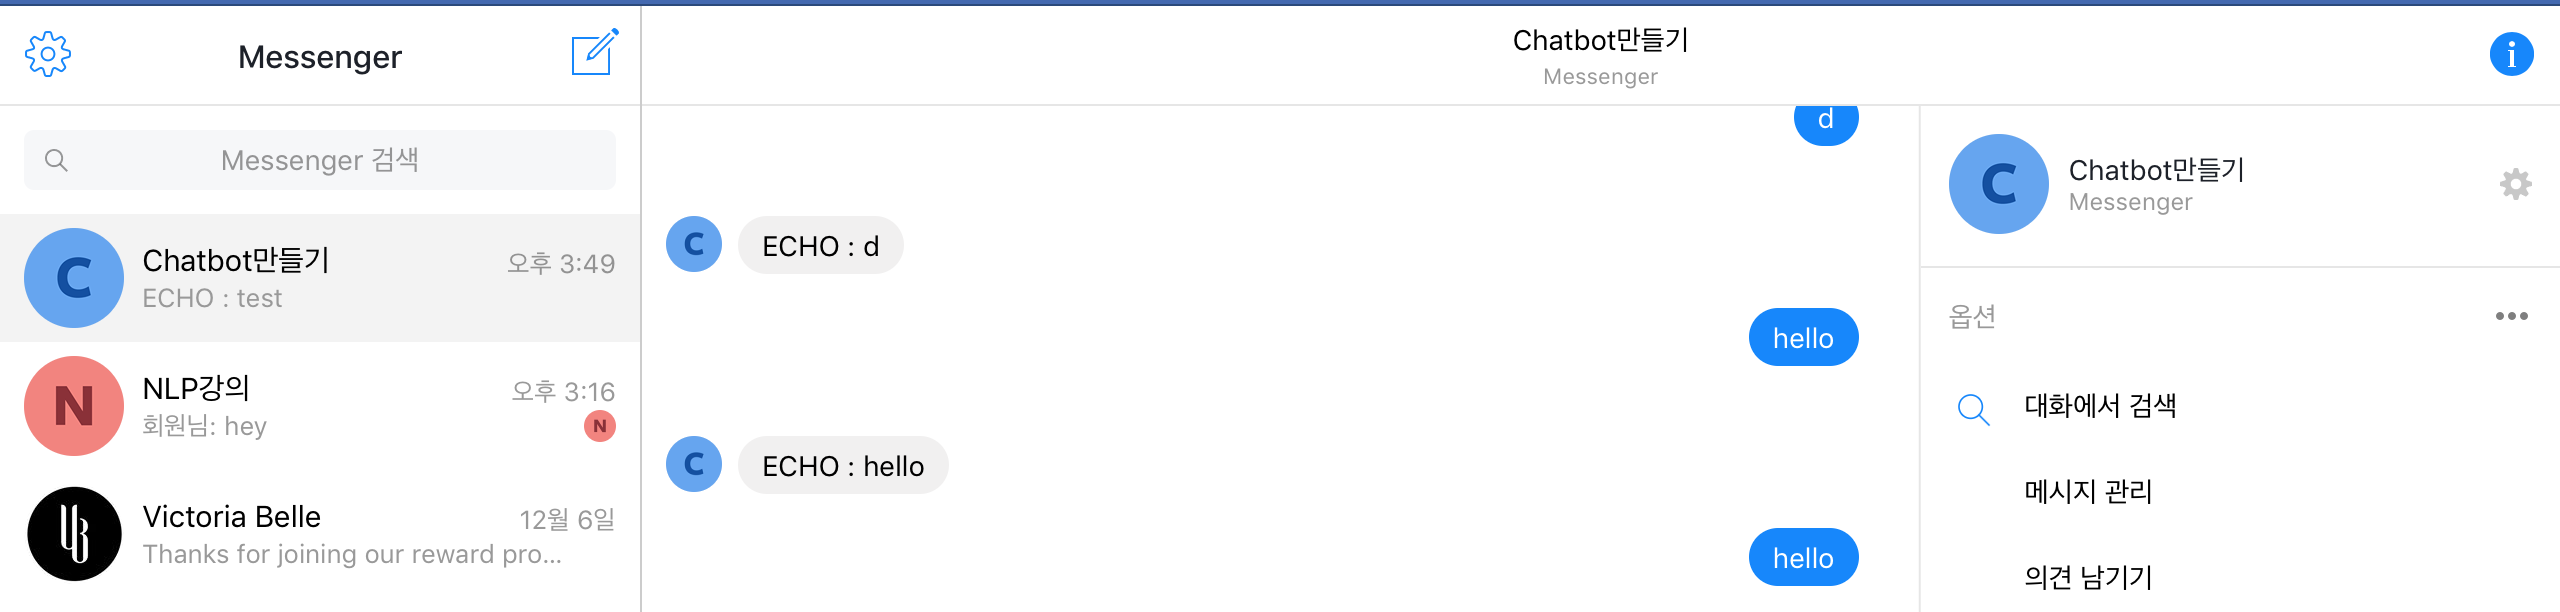 Messenger
Messenger 검색
C
Chatbot만들기
오후 3:49
ECHO : test
N
NLP강의
오후 3:16
회원님: hey
N
Victoria Belle
12월 6일
Thanks for joining our reward pro...
Chatbot만들기
Messenger
i
d
C
ECHO : d
hello
C
ECHO : hello
hello
C
Chatbot만들기
Messenger
옵션
대화에서 검색
메시지 관리
의견 남기기